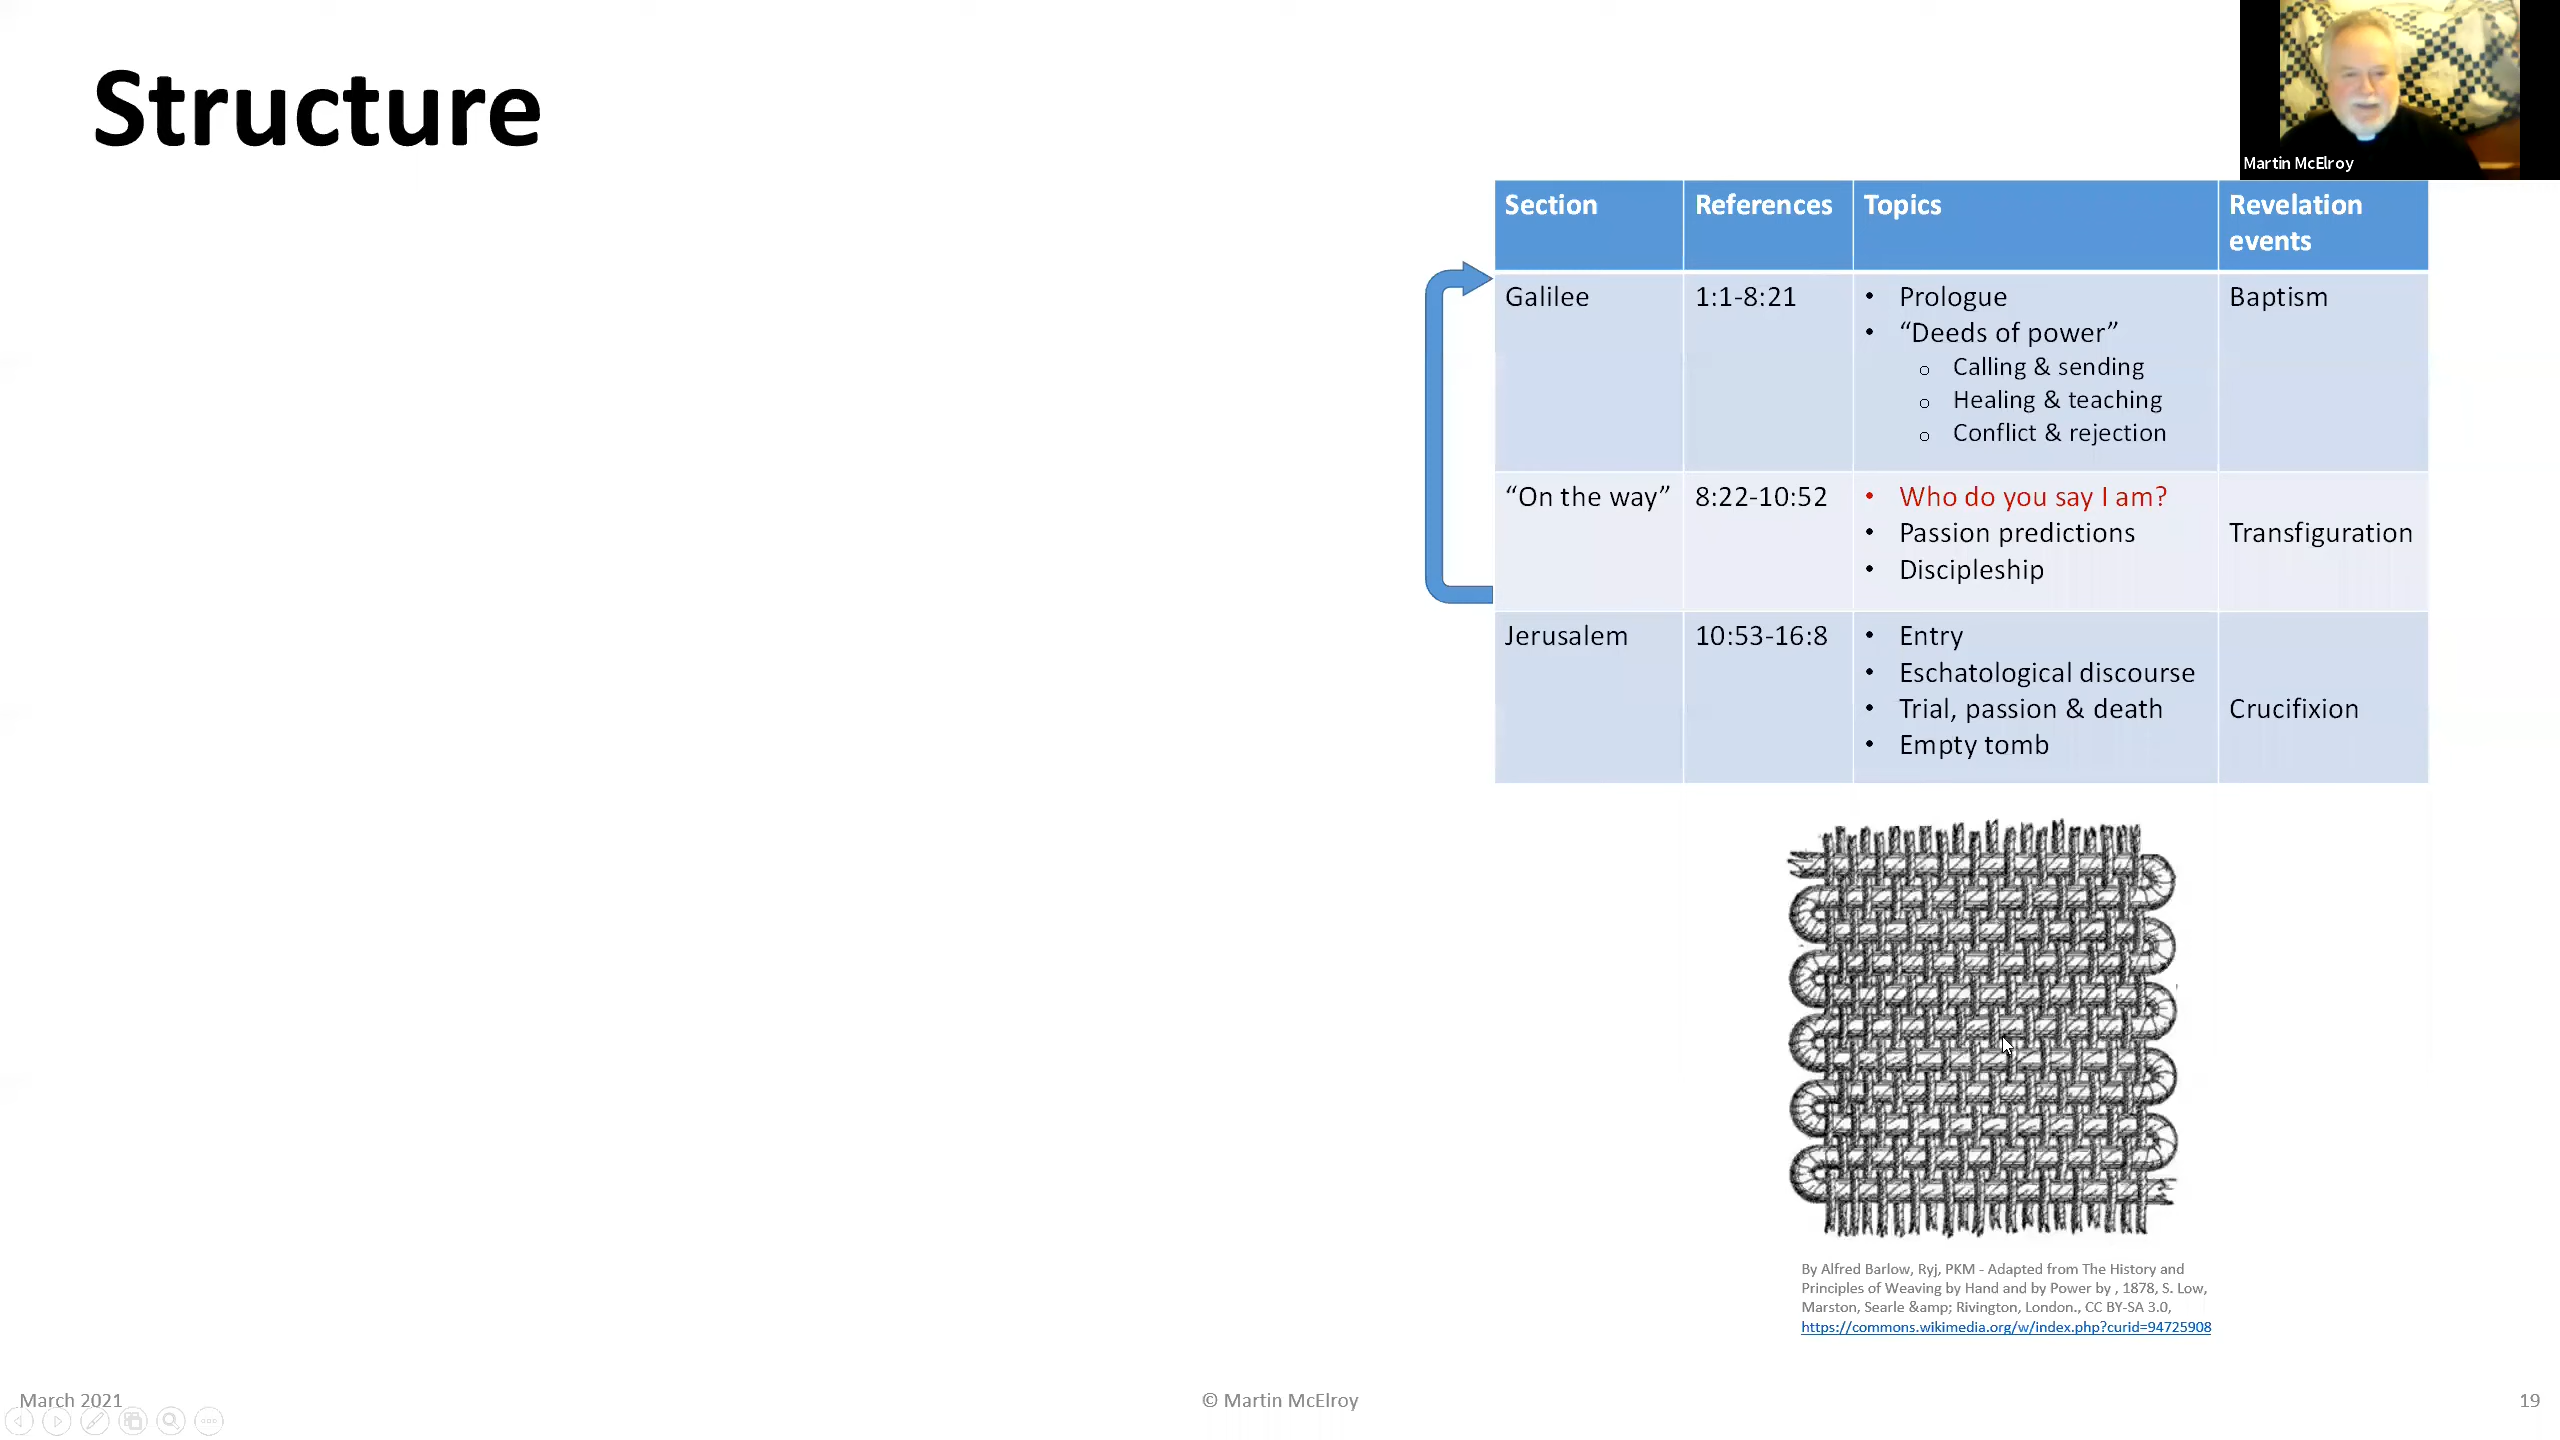 Structure
Martin McElroy
Section References Topics Revelation
events
Galilee 1:1-8:21 • Prologue Baptism
• “Deeds of power”
o Calling & sending
o Healing & teaching
o Conflict & rejection
“On the way” 8:22-10:52 • Who do you say I am?
• Passion predictions Transfiguration
• Discipleship
Jerusalem 10:53-16:8 • Entry
• Eschatological discourse
• Trial, passion & death Crucifixion
• Empty tomb
By Alfred Barlow, Ryj, PKM - Adapted from The History and
Principles of Weaving by Hand and by Power by , 1878, S. Low,
Marston, Searle &amp; Rivington, London., CC BY-SA 3.0,
https://commons.wikimedia.org/w/index.php?curid=94725908
March 2021 © Martin McElroy 19